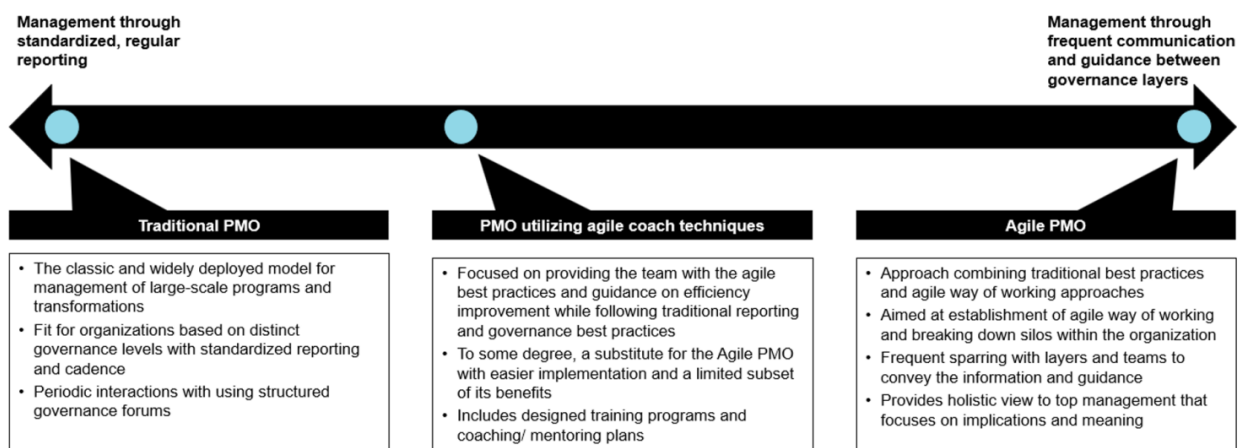 Management through
standardized, regular
reporting
Management through
frequent communication
and guidance between
governance layers
Traditional PMO
• The classic and widely deployed model for
management of large-scale programs and
transformations
• Fit for organizations based on distinct
governance levels with standardized reporting
and cadence
• Periodic interactions with using structured
governance forums
PMO utilizing agile coach techniques
• Focused on providing the team with the agile
best practices and guidance on efficiency
improvement while following traditional reporting
and governance best practices
• To some degree, a substitute for the Agile PMO
with easier implementation and a limited subset
of its benefits
• Includes designed training programs and
coaching/ mentoring plans
Agile PMO
• Approach combining traditional best practices
and agile way of working approaches
• Aimed at establishment of agile way of working
and breaking down silos within the organization
• Frequent sparring with layers and teams to
convey the information and guidance
• Provides holistic view to top management that
focuses on implications and meaning